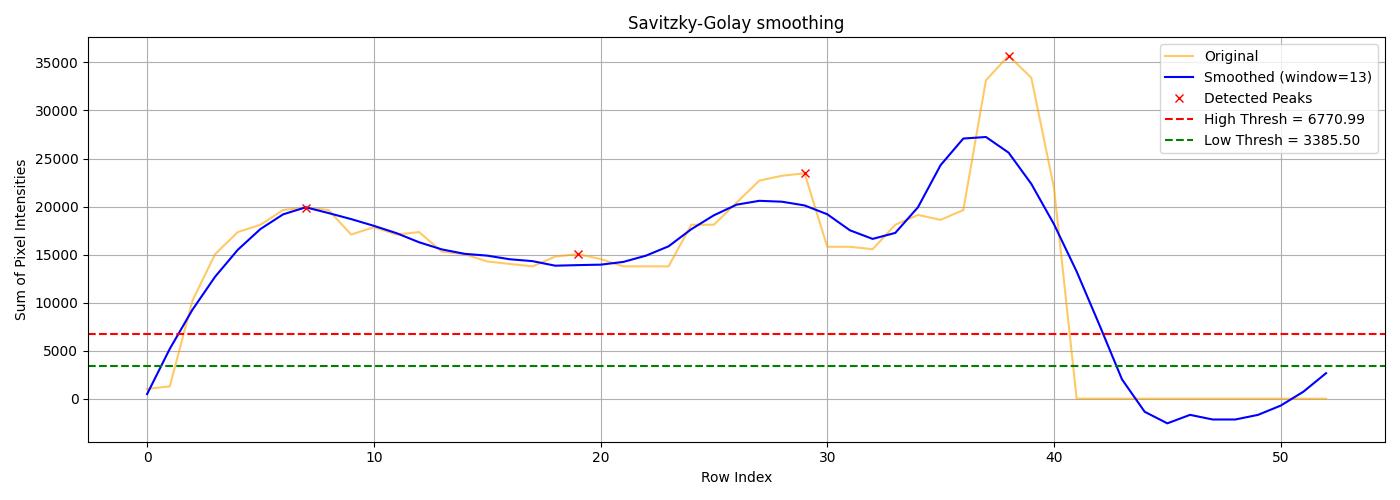 Savitzky-Golay smoothing
Original
Smoothed (window=13)
Detected Peaks
High Thresh = 6770.99
Low Thresh = 3385.50
Sum of Pixel Intensities
35000
30000
25000
20000
15000
10000
5000
0
0 10 20 30 40 50
Row Index